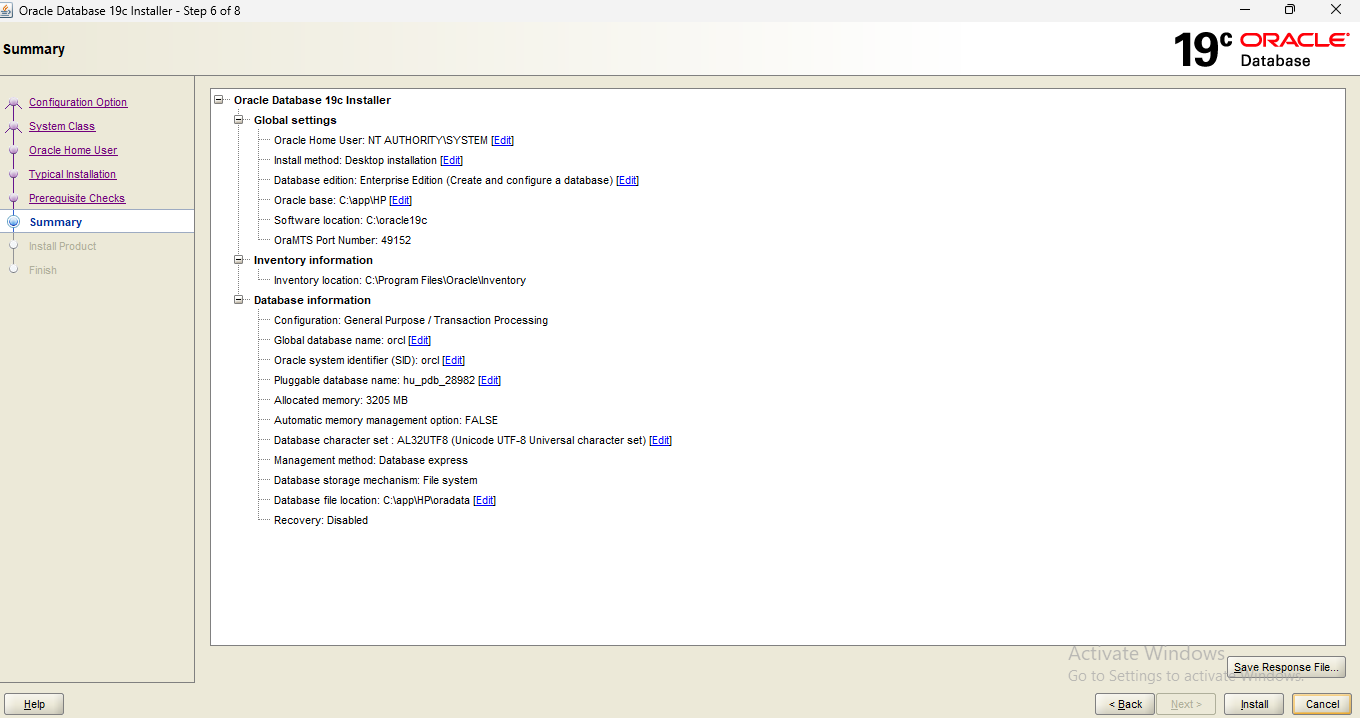 Oracle Database 19c Installer - Step 6 of 8
Summary
19c ORACLE
Database
Configuration Option
System Class
Oracle Home User
Typical Installation
Prerequisite Checks
Summary
Install Product
Finish
Oracle Database 19c Installer
Global settings
Oracle Home User: NT AUTHORITY\SYSTEM [Edit]
Install method: Desktop installation [Edit]
Database edition: Enterprise Edition (Create and configure a database) [Edit]
Oracle base: C:\app\HP [Edit]
Software location: C:\oracle19c
OraMTS Port Number: 49152
Inventory information
Inventory location: C:\Program Files\Oracle\Inventory
Database information
Configuration: General Purpose / Transaction Processing
Global database name: orcl [Edit]
Oracle system identifier (SID): orcl [Edit]
Pluggable database name: hu_pdb_28982 [Edit]
Allocated memory: 3205 MB
Automatic memory management option: FALSE
Database character set : AL32UTF8 (Unicode UTF-8 Universal character set) [Edit]
Management method: Database express
Database storage mechanism: File system
Database file location: C:\app\HP\oradata [Edit]
Recovery: Disabled
Activate Windows
Go to Settings to activate Windows.
Save Response File...
Help
< Back
Next >
Install
Cancel